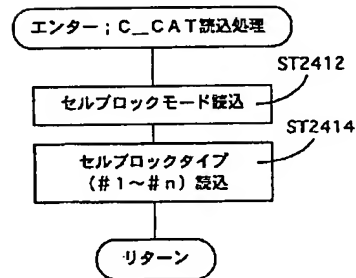 エンター；C＿CAT読込処理
ST2412
セルブロックモード読込
ST2414
セルブロックタイプ
(＃1～＃n)読込
リターン